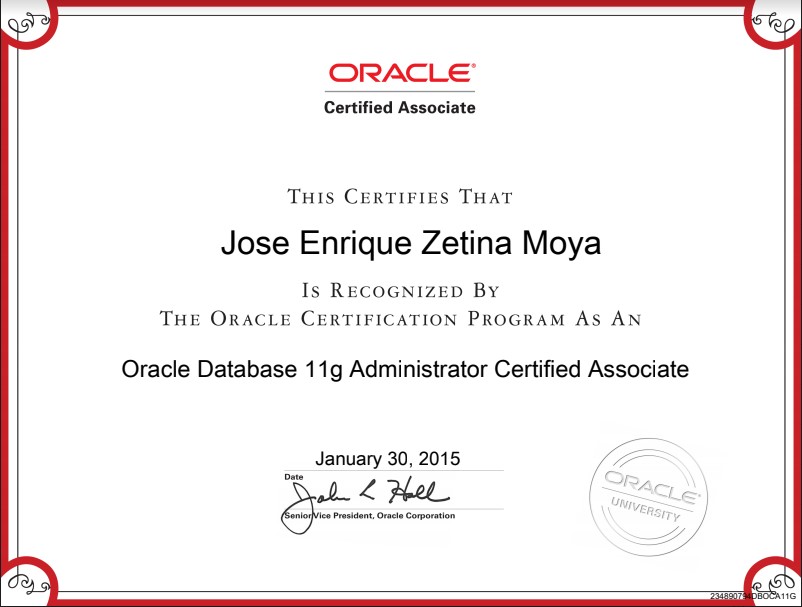 ORACLE®
Certified Associate
THIS CERTIFIES THAT
Jose Enrique Zetina Moya
IS RECOGNIZED BY
THE ORACLE CERTIFICATION PROGRAM AS AN
Oracle Database 11g Administrator Certified Associate
January 30, 2015
Date
John L Hall
Senior Vice President, Oracle Corporation
ORACLE®
UNIVERSITY
234890794DBOCA11G